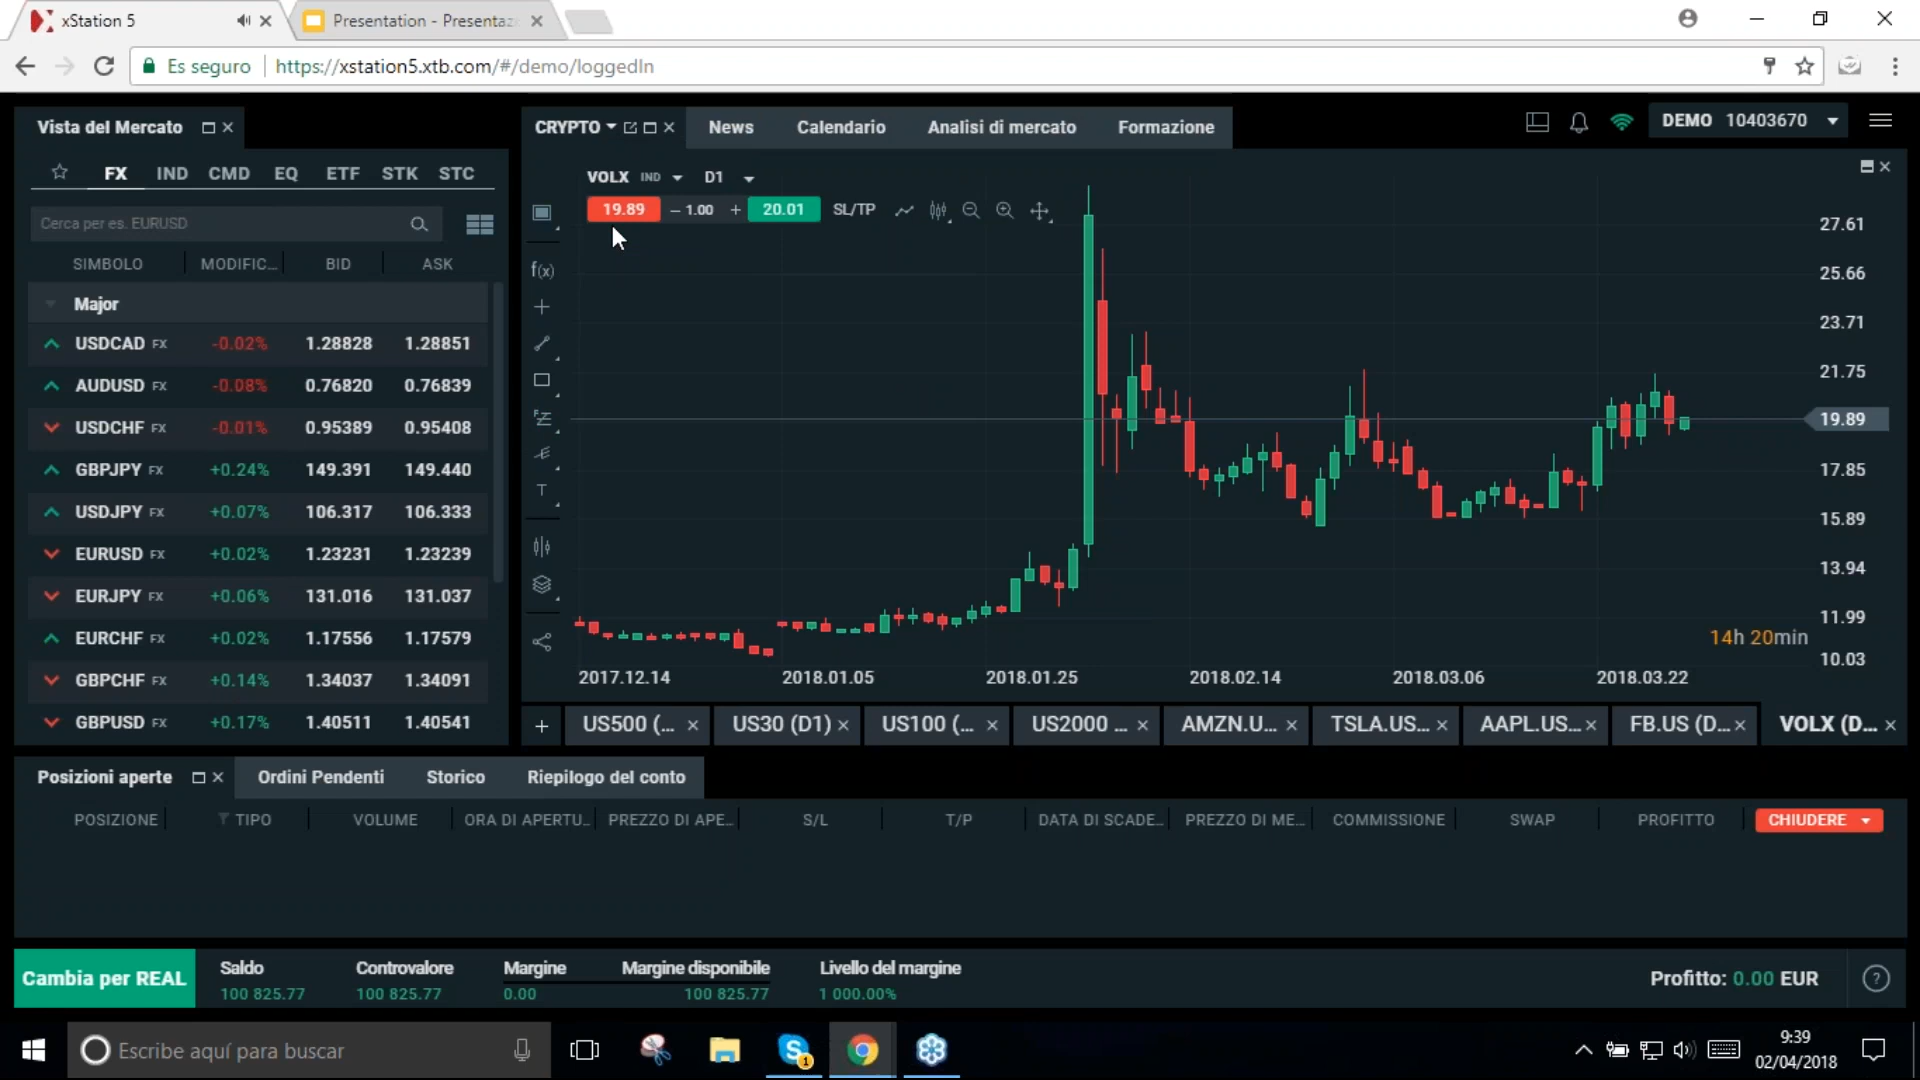 xStation 5
Presentation - Presentaz
Es seguro
https://xstation5.xtb.com/#/demo/loggedIn
Vista del Mercato
CRYPTO
News
Calendario
Analisi di mercato
Formazione
DEMO 10403670
FX IND CMD EQ ETF STK STC
Cerca per es. EURUSD
SIMBOLO MODIFIC... BID ASK
Major
USDCAD FX -0.02% 1.28828 1.28851
AUDUSD FX -0.08% 0.76820 0.76839
USDCHF FX -0.01% 0.95389 0.95408
GBPJPY FX +0.24% 149.391 149.440
USDJPY FX +0.07% 106.317 106.333
EURUSD FX +0.02% 1.23231 1.23239
EURJPY FX +0.06% 131.016 131.037
EURCHF FX +0.02% 1.17556 1.17579
GBPCHF FX +0.14% 1.34037 1.34091
GBPUSD FX +0.17% 1.40511 1.40541
VOLX IND D1
19.89 – 1.00 + 20.01 SL/TP
f(x)
T
27.61
25.66
23.71
21.75
19.89
17.85
15.89
13.94
11.99
10.03
14h 20min
2017.12.14 2018.01.05 2018.01.25 2018.02.14 2018.03.06 2018.03.22
US500 (... US30 (D1) US100 (... US2000 ... AMZN.U... TSLA.US... AAPL.US... FB.US (D... VOLX (D...
Posizioni aperte
Ordini Pendenti
Storico
Riepilogo del conto
POSIZIONE TIPO VOLUME ORA DI APERTU... PREZZO DI APE... S/L T/P DATA DI SCADE... PREZZO DI ME... COMMISSIONE SWAP PROFITTO CHIUDERE
Cambia per REAL
Saldo Controvalore Margine Margine disponibile Livello del margine
100 825.77 100 825.77 0.00 100 825.77 1 000.00%
Profitto: 0.00 EUR
?
Escribe aquí para buscar
S
1
9:39
02/04/2018